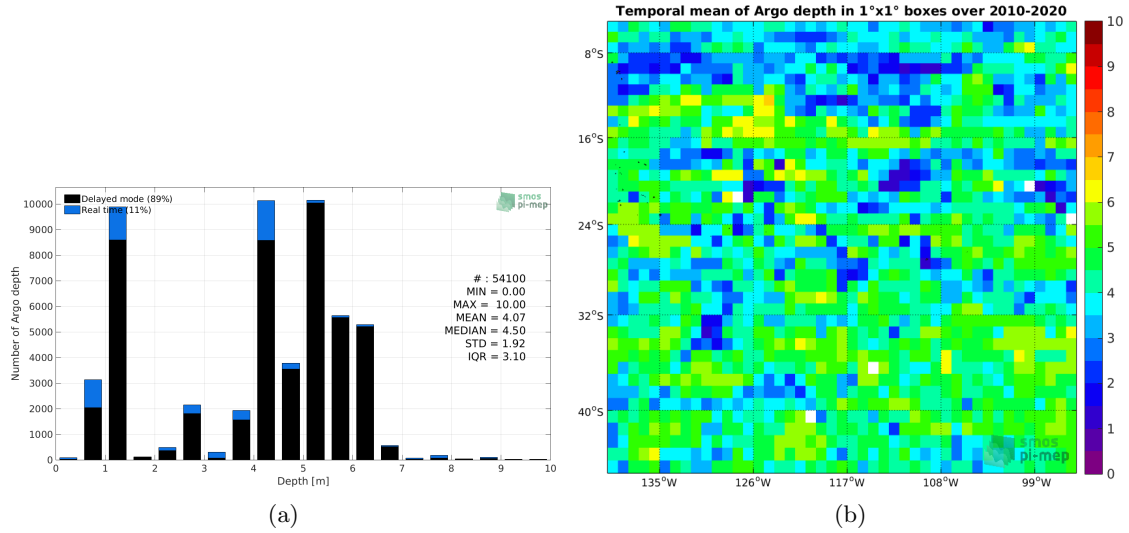 Delayed mode (89%)
Real time (11%)
smos
pi-mep
10000
9000
8000
7000
6000
5000
4000
3000
2000
1000
0
Number of Argo depth
# : 54100
MIN = 0.00
MAX = 10.00
MEAN = 4.07
MEDIAN = 4.50
STD = 1.92
IQR = 3.10
0 1 2 3 4 5 6 7 8 9 10
Depth [m]
(a)
Temporal mean of Argo depth in 1°x1° boxes over 2010-2020
8°S
16°S
24°S
32°S
40°S
135°W 126°W 117°W 108°W 99°W
smos
pi-mep
10
9
8
7
6
5
4
3
2
1
0
(b)